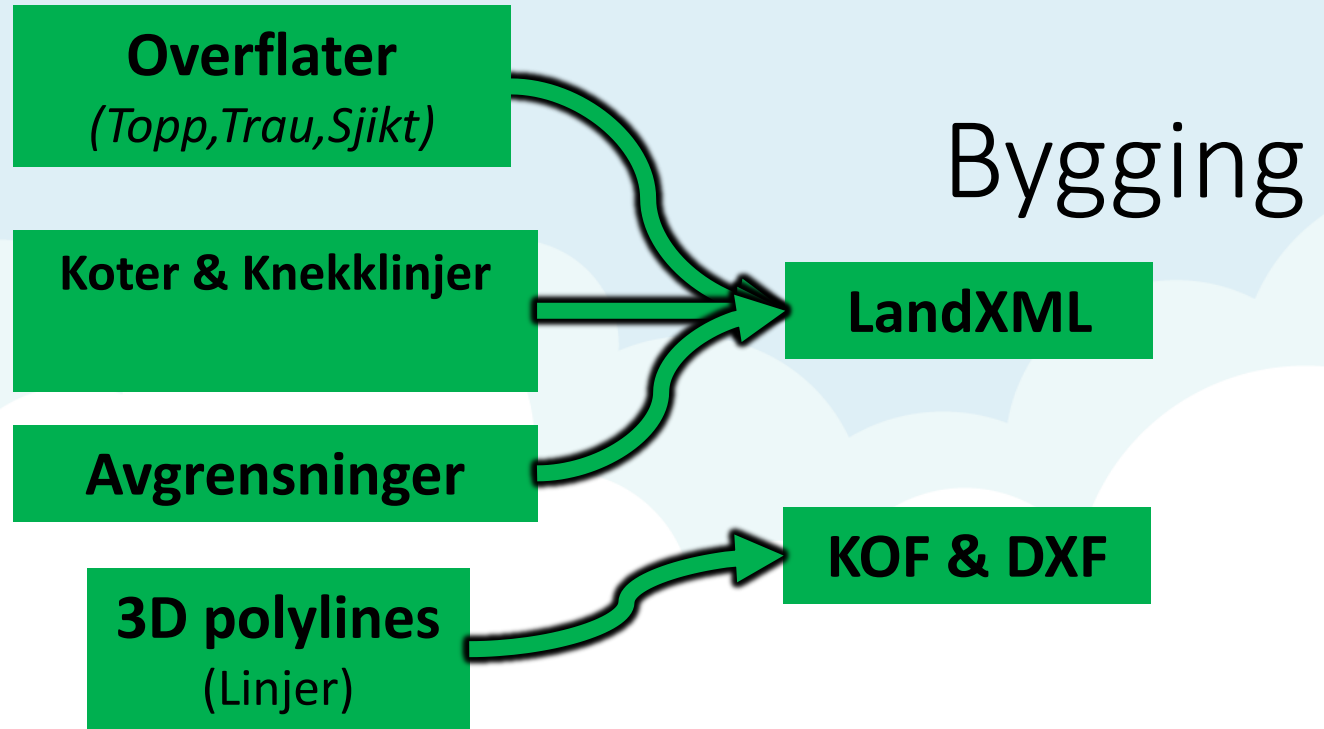 Overflater
(Topp,Trau,Sjikt)
Bygging
Koter & Knekklinjer
LandXML
Avgrensninger
KOF & DXF
3D polylines
(Linjer)